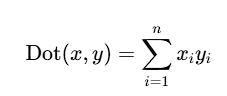 Dot(x, y) = \sum_{i=1}^{n} x_i y_i